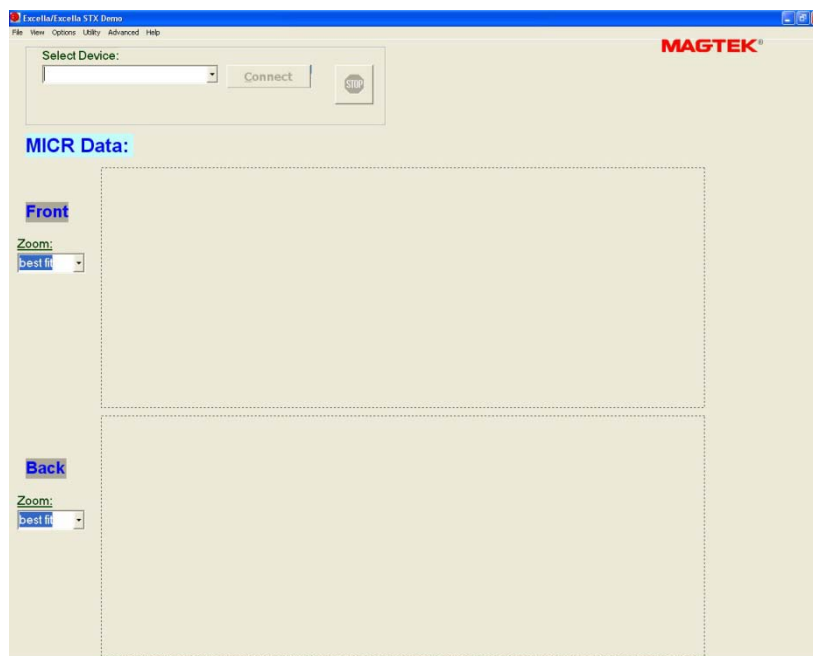 Excella/Excella STX Demo
File View Options Utility Advanced Help
MAGTEK®
Select Device:
Connect
STOP
MICR Data:
Front
Zoom:
best fit
Back
Zoom:
best fit